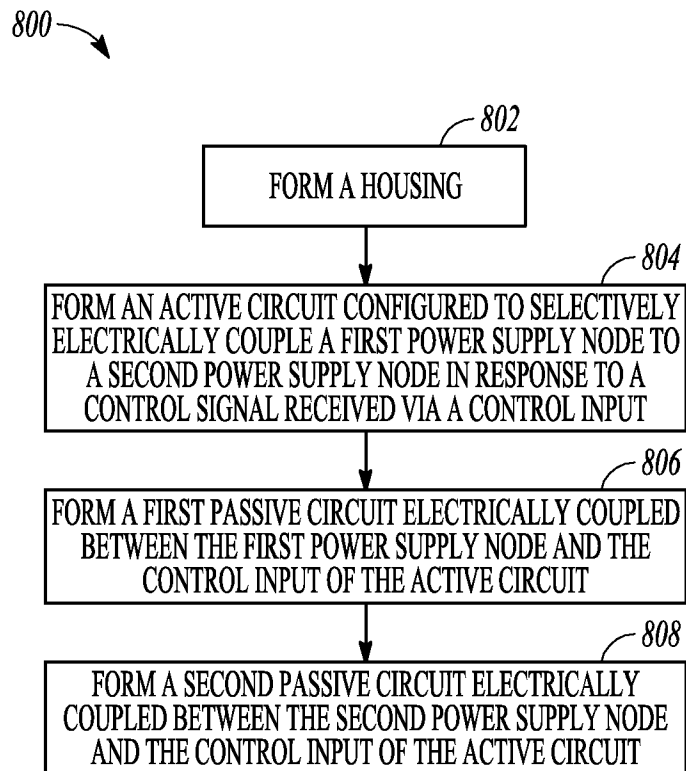 800
802
FORM A HOUSING
804
FORM AN ACTIVE CIRCUIT CONFIGURED TO SELECTIVELY
ELECTRICALLY COUPLE A FIRST POWER SUPPLY NODE TO
A SECOND POWER SUPPLY NODE IN RESPONSE TO A
CONTROL SIGNAL RECEIVED VIA A CONTROL INPUT
806
FORM A FIRST PASSIVE CIRCUIT ELECTRICALLY COUPLED
BETWEEN THE FIRST POWER SUPPLY NODE AND THE
CONTROL INPUT OF THE ACTIVE CIRCUIT
808
FORM A SECOND PASSIVE CIRCUIT ELECTRICALLY
COUPLED BETWEEN THE SECOND POWER SUPPLY NODE
AND THE CONTROL INPUT OF THE ACTIVE CIRCUIT